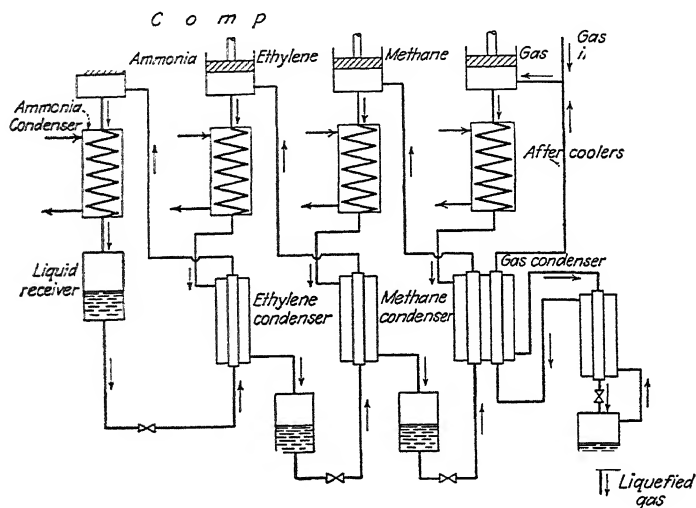 C o m p
Ammonia
Ethylene
Methane
Gas
Gas
i
Ammonia
Condenser
After coolers
Liquid
receiver
Ethylene
condenser
Methane
condenser
Gas condenser
Liquefied
gas